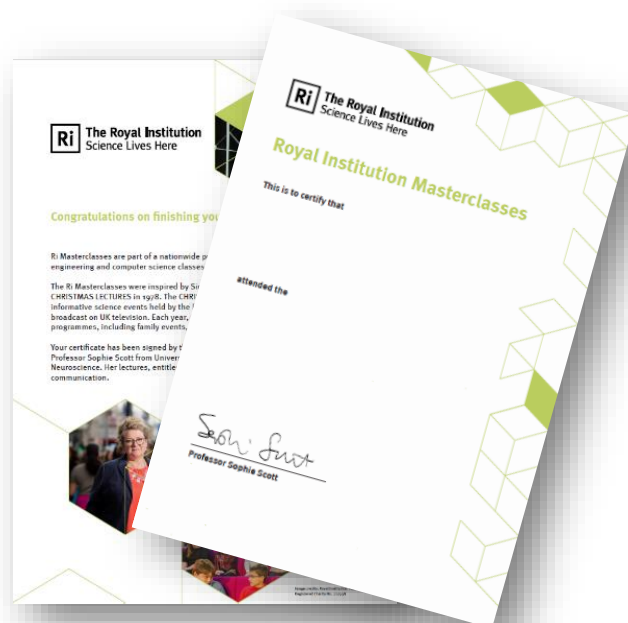 Ri The Royal Institution
Science Lives Here
Congratulations on finishing you
Ri Masterclasses are part of a nationwide
engineering and computer science classes
The Ri Masterclasses were inspired by
CHRISTMAS LECTURES in 1978. The
informative science events held by the
broadcast on UK television. Each year,
programmes, including family events,
Your certificate has been signed by
Professor Sophie Scott from
Neuroscience. Her lectures,
communication.
Ri The Royal Institution
Science Lives Here
Royal Institution Masterclasses
This is to certify that
attended the
Professor Sophie Scott